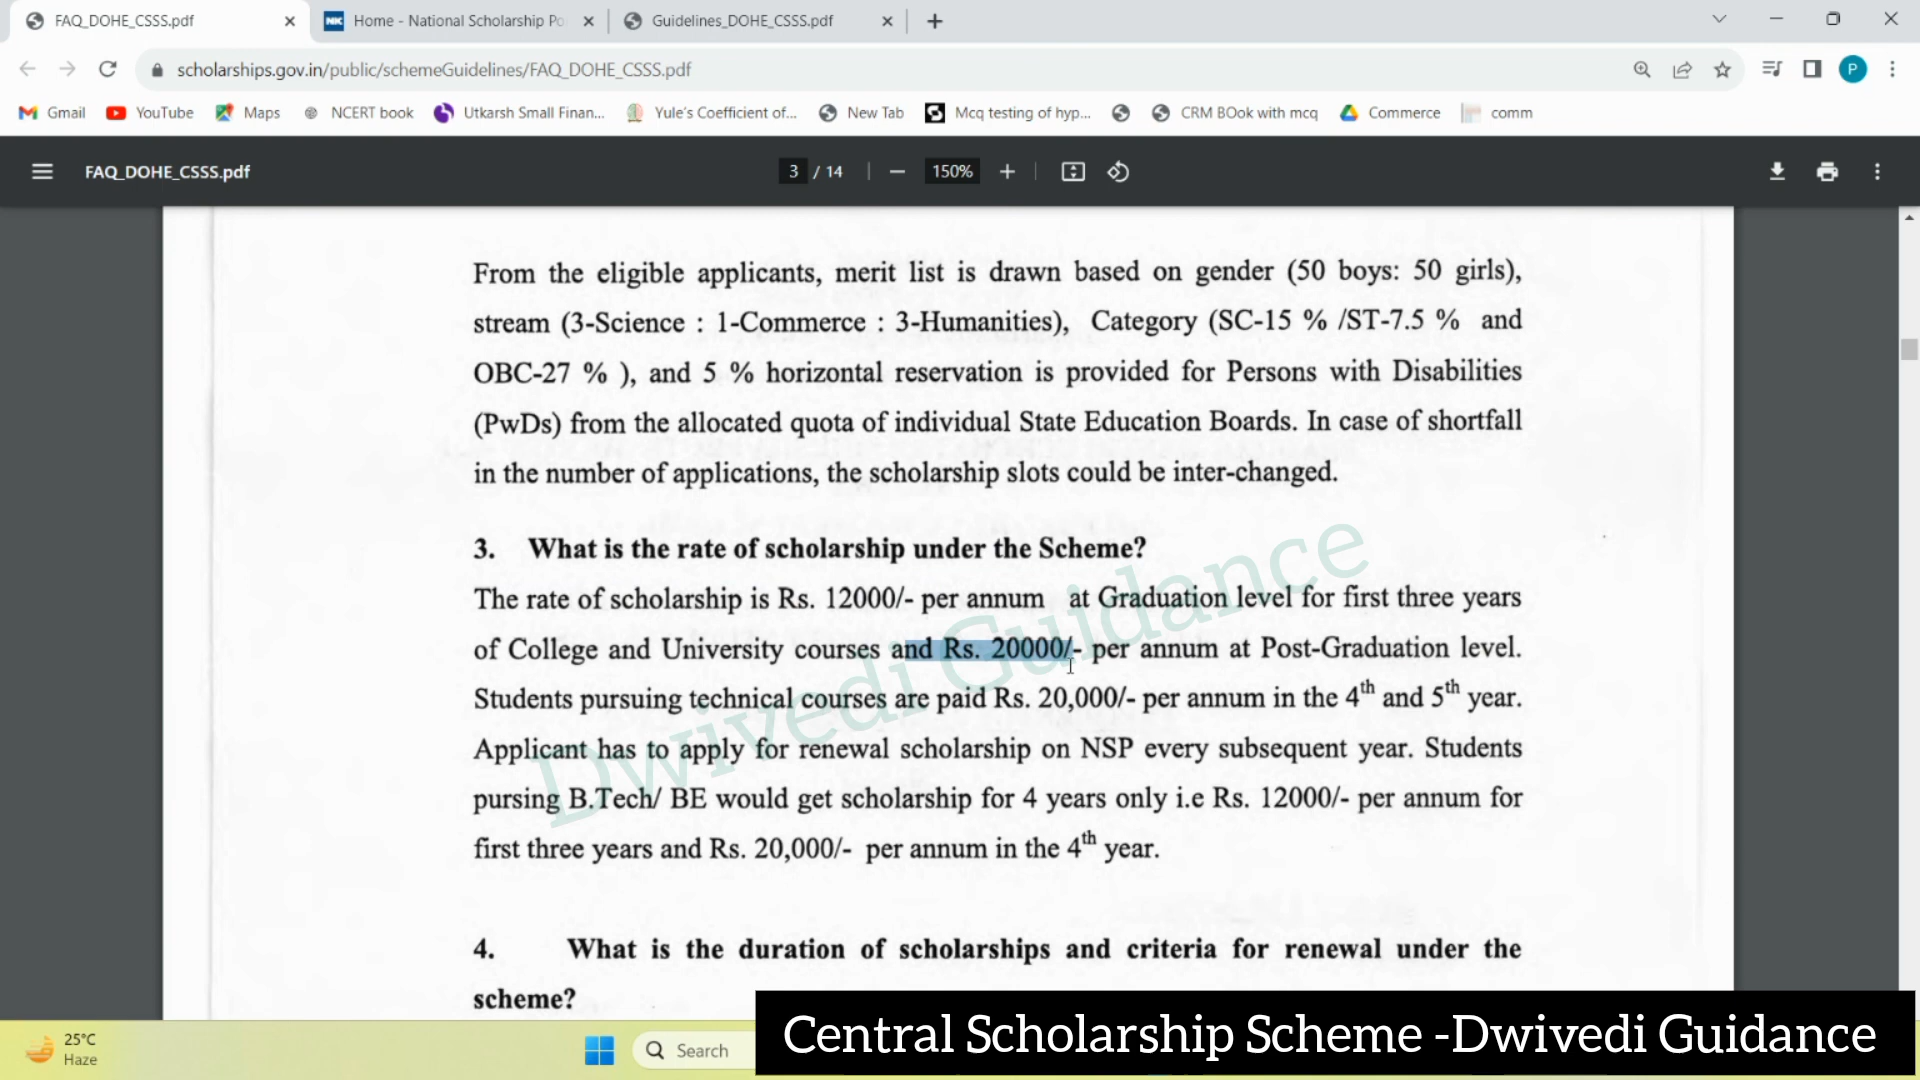 FAQ_DOHE_CSSS.pdf
Home - National Scholarship Po
Guidelines_DOHE_CSSS.pdf
scholarships.gov.in/public/schemeGuidelines/FAQ_DOHE_CSSS.pdf
P
Gmail
YouTube
Maps
NCERT book
Utkarsh Small Finan...
Yule's Coefficient of...
New Tab
Mcq testing of hyp...
CRM BOok with mcq
Commerce
comm
FAQ_DOHE_CSSS.pdf
3 / 14
150%
From the eligible applicants, merit list is drawn based on gender (50 boys: 50 girls),
stream (3-Science : 1-Commerce : 3-Humanities), Category (SC-15 % /ST-7.5 % and
OBC-27 % ), and 5 % horizontal reservation is provided for Persons with Disabilities
(PwDs) from the allocated quota of individual State Education Boards. In case of shortfall
in the number of applications, the scholarship slots could be inter-changed.
3. What is the rate of scholarship under the Scheme?
The rate of scholarship is Rs. 12000/- per annum at Graduation level for first three years
of College and University courses and Rs. 20000/- per annum at Post-Graduation level.
Students pursuing technical courses are paid Rs. 20,000/- per annum in the 4th and 5th year.
Applicant has to apply for renewal scholarship on NSP every subsequent year. Students
pursing B.Tech/ BE would get scholarship for 4 years only i.e Rs. 12000/- per annum for
first three years and Rs. 20,000/- per annum in the 4th year.
Dwivedi Guidance
4. What is the duration of scholarships and criteria for renewal under the
scheme?
25°C
Haze
Search
Central Scholarship Scheme -Dwivedi Guidance